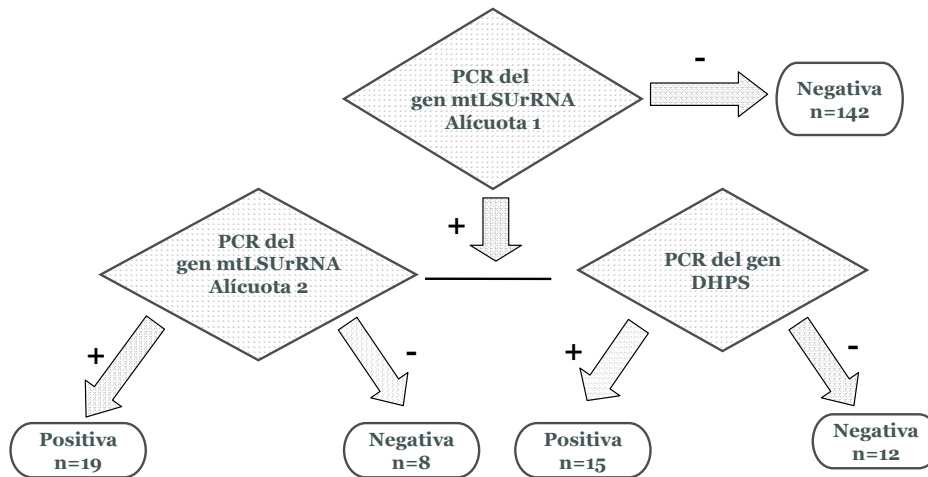 PCR del
gen mtLSUrRNA
Alícuota 1
-
Negativa
n=142
+
PCR del
gen mtLSUrRNA
Alícuota 2
PCR del gen
DHPS
+
-
+
-
Positiva
n=19
Negativa
n=8
Positiva
n=15
Negativa
n=12